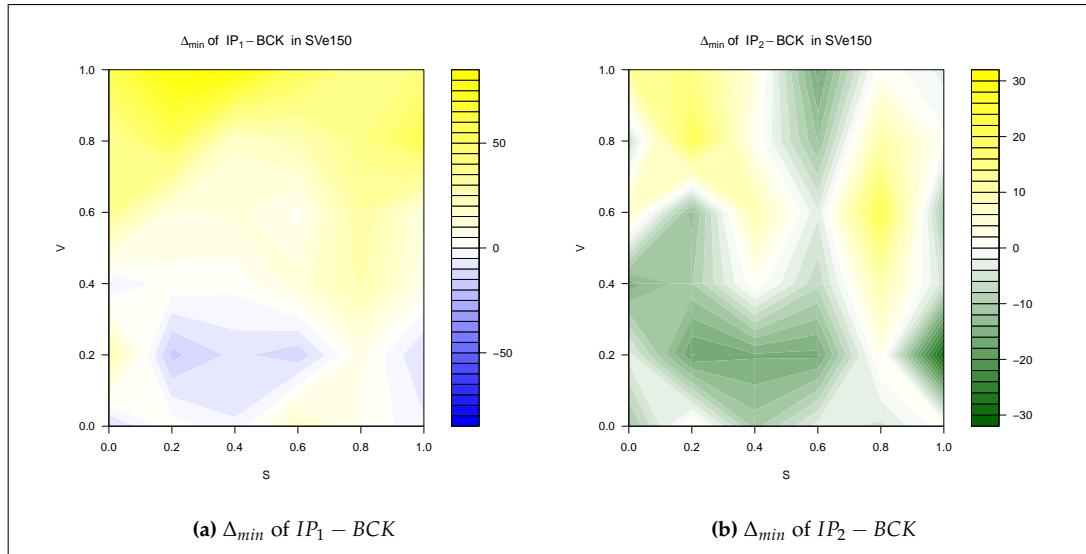 Δmin of IP1 − BCK in SVe150
1.0
0.8
0.6
0.4
0.2
0.0
V
0.0 0.2 0.4 0.6 0.8 1.0
S
50
0
−50
(a) Δmin of IP1 − BCK
Δmin of IP2 − BCK in SVe150
1.0
0.8
0.6
0.4
0.2
0.0
V
0.0 0.2 0.4 0.6 0.8 1.0
S
30
20
10
0
−10
−20
−30
(b) Δmin of IP2 − BCK